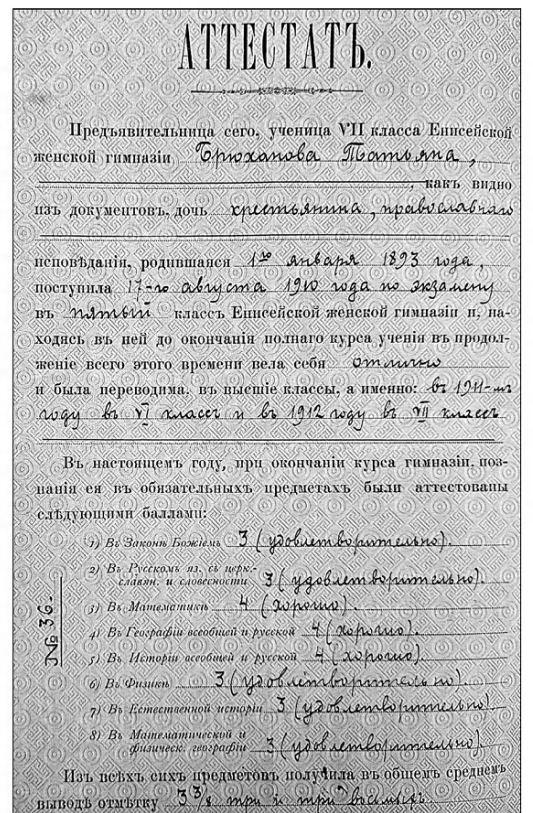 АТТЕСТАТЪ.
Предъявительница сего, ученица VII класса Енисейской
женской гимназіи Брюханова Татьяна,
, какъ видно
изъ документовъ, дочь крестьянина, православнаго
исповѣданія, родившаяся 1го января 1893 года,
поступила 17-го августа 1910 года по экзамену
въ пятый классъ Енисейской женской гимназіи и, на-
ходясь въ ней до окончанія полнаго курса ученія въ продол-
женіе всего этого времени вела себя отлично
и была переводима, въ высшіе классы, а именно: въ 1911-мъ
году въ VI классъ и въ 1912 году въ VII классъ
Въ настоящемъ году, при окончаніи курса гимназіи, поз-
нанія ея въ обязательныхъ предметахъ были аттестованы
слѣдующими баллами:
1) Въ Законѣ Божіемъ 3 (удовлетворительно).
2) Въ Русскомъ яз. съ церк.-
славян. и словесности 3 (удовлетворительно).
3) Въ Математикѣ 4 (хорошо).
4) Въ Географіи всеобщей и русской 4 (хорошо).
5) Въ Исторіи всеобщей и русской 4 (хорошо).
6) Въ Физикѣ 3 (удовлетворительно).
7) Въ Естественной исторіи 3 (удовлетворительно).
8) Въ Математической и
физическ. географіи 3 (удовлетворительно).
№ 36.
Изъ всѣхъ сихъ предметовъ получила въ общемъ среднемъ
выводѣ отмѣтку 3 3/8 три и три восьмыхъ.